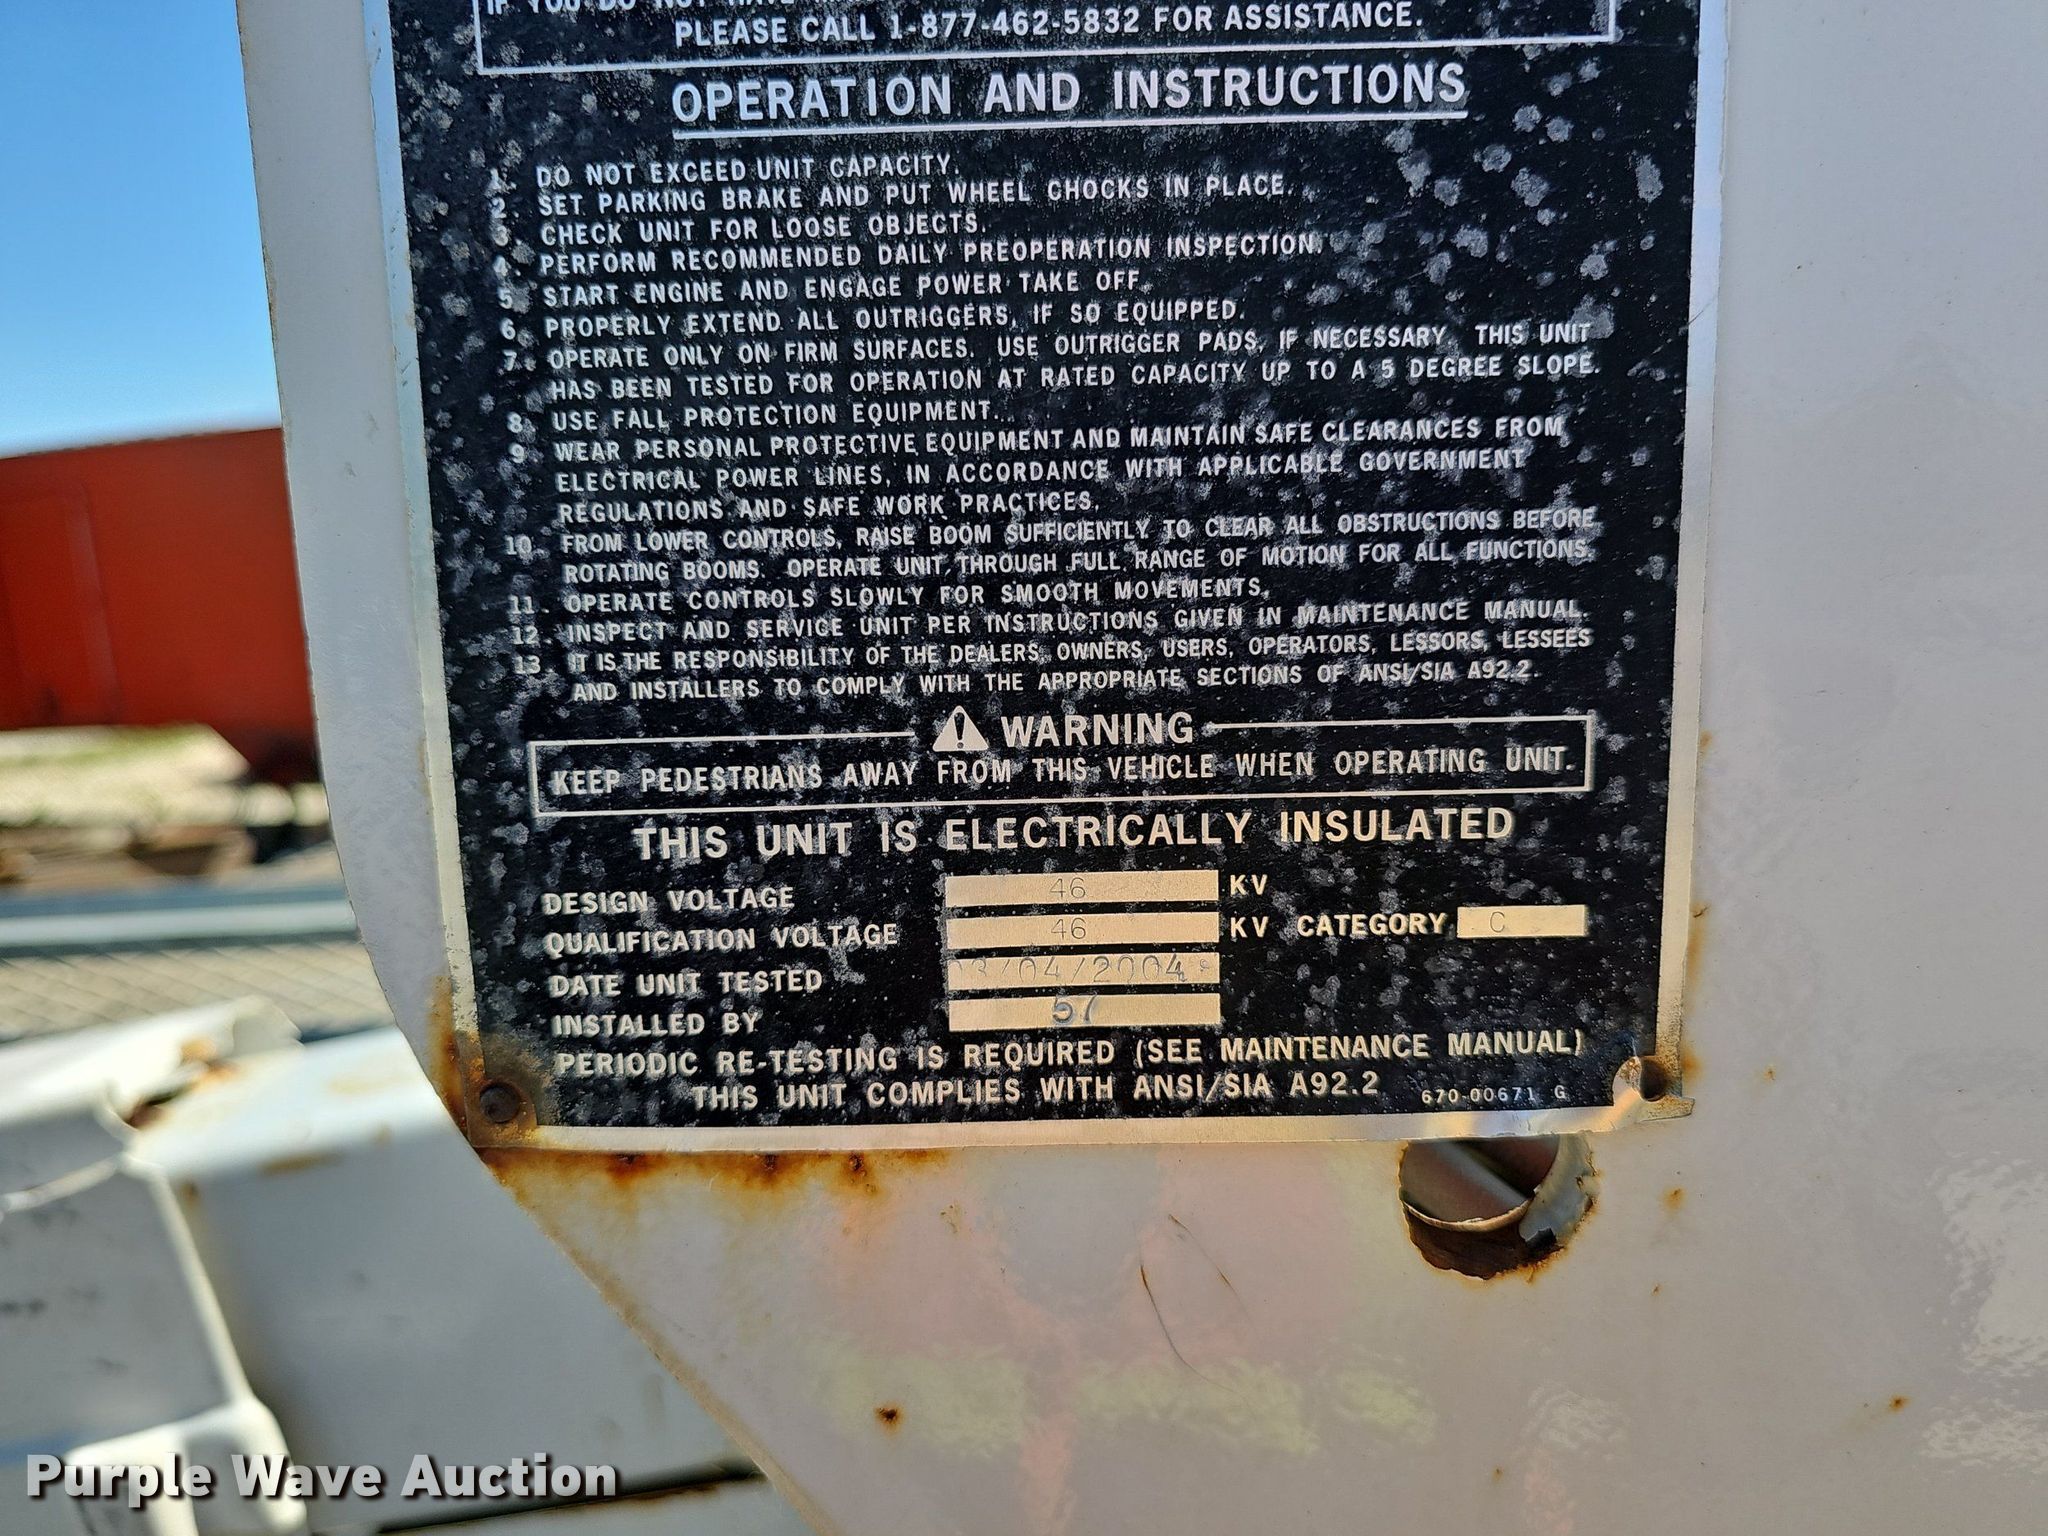 IF YOU DO NOT HAVE
PLEASE CALL 1-877-462-5832 FOR ASSISTANCE.
OPERATION AND INSTRUCTIONS
1. DO NOT EXCEED UNIT CAPACITY.
2. SET PARKING BRAKE AND PUT WHEEL CHOCKS IN PLACE.
3. CHECK UNIT FOR LOOSE OBJECTS.
4. PERFORM RECOMMENDED DAILY PREOPERATION INSPECTION.
5. START ENGINE AND ENGAGE POWER TAKE OFF.
6. PROPERLY EXTEND ALL OUTRIGGERS, IF SO EQUIPPED.
7. OPERATE ONLY ON FIRM SURFACES. USE OUTRIGGER PADS, IF NECESSARY. THIS UNIT
HAS BEEN TESTED FOR OPERATION AT RATED CAPACITY UP TO A 5 DEGREE SLOPE.
8. USE FALL PROTECTION EQUIPMENT.
9. WEAR PERSONAL PROTECTIVE EQUIPMENT AND MAINTAIN SAFE CLEARANCES FROM
ELECTRICAL POWER LINES, IN ACCORDANCE WITH APPLICABLE GOVERNMENT
REGULATIONS AND SAFE WORK PRACTICES.
10. FROM LOWER CONTROLS, RAISE BOOM SUFFICIENTLY TO CLEAR ALL OBSTRUCTIONS BEFORE
ROTATING BOOMS. OPERATE UNIT THROUGH FULL RANGE OF MOTION FOR ALL FUNCTIONS.
11. OPERATE CONTROLS SLOWLY FOR SMOOTH MOVEMENTS.
12. INSPECT AND SERVICE UNIT PER INSTRUCTIONS GIVEN IN MAINTENANCE MANUAL.
13. IT IS THE RESPONSIBILITY OF THE DEALERS, OWNERS, USERS, OPERATORS, LESSORS, LESSEES
AND INSTALLERS TO COMPLY WITH THE APPROPRIATE SECTIONS OF ANSI/SIA A92.2.
WARNING
KEEP PEDESTRIANS AWAY FROM THIS VEHICLE WHEN OPERATING UNIT.
THIS UNIT IS ELECTRICALLY INSULATED
DESIGN VOLTAGE 46 KV
QUALIFICATION VOLTAGE 46 KV CATEGORY C
DATE UNIT TESTED 03/04/2004
INSTALLED BY 57
PERIODIC RE-TESTING IS REQUIRED (SEE MAINTENANCE MANUAL)
THIS UNIT COMPLIES WITH ANSI/SIA A92.2 670-00671 G
Purple Wave Auction